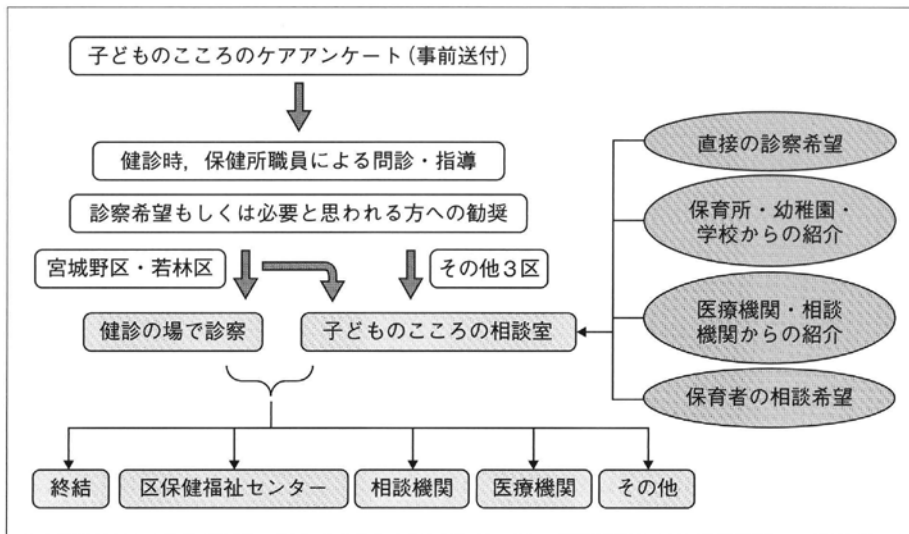 子どものこころのケアアンケート（事前送付）
健診時，保健所職員による問診・指導
診察希望もしくは必要と思われる方への勧奨
宮城野区・若林区
その他３区
健診の場で診察
子どものこころの相談室
直接の診察希望
保育所・幼稚園・
学校からの紹介
医療機関・相談
機関からの紹介
保育者の相談希望
終結
区保健福祉センター
相談機関
医療機関
その他